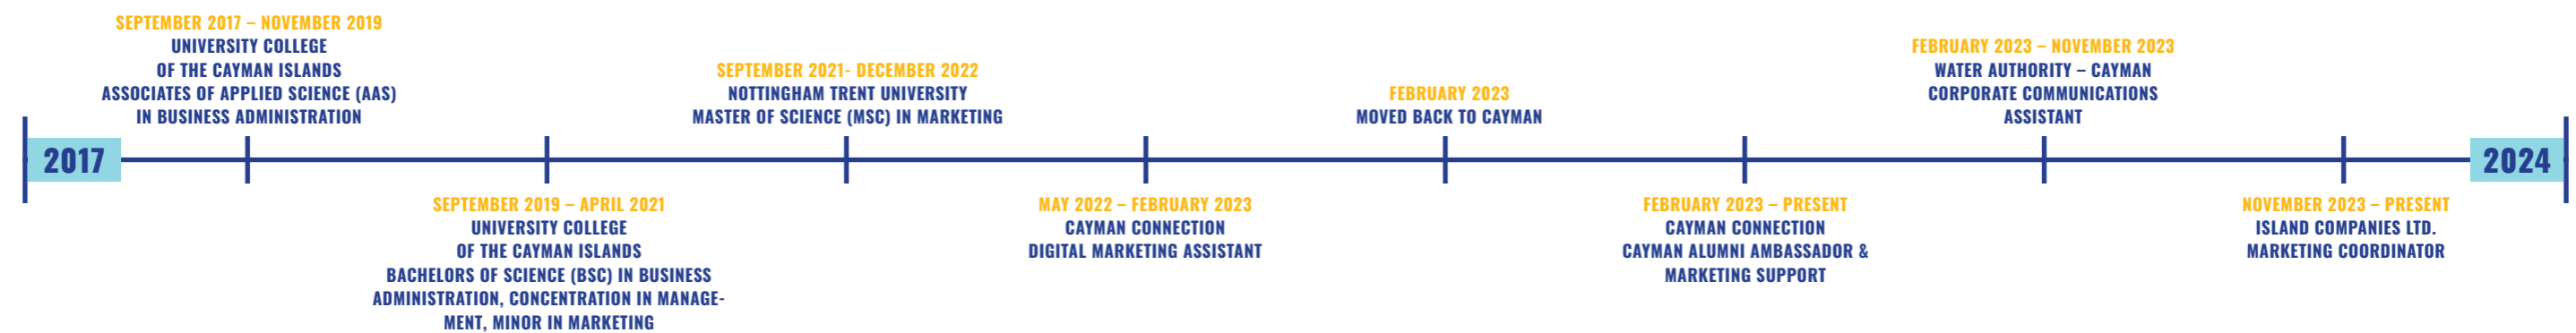 2017
SEPTEMBER 2017 – NOVEMBER 2019
UNIVERSITY COLLEGE
OF THE CAYMAN ISLANDS
ASSOCIATES OF APPLIED SCIENCE (AAS)
IN BUSINESS ADMINISTRATION
SEPTEMBER 2019 – APRIL 2021
UNIVERSITY COLLEGE
OF THE CAYMAN ISLANDS
BACHELORS OF SCIENCE (BSC) IN BUSINESS
ADMINISTRATION, CONCENTRATION IN MANAGE-
MENT, MINOR IN MARKETING
SEPTEMBER 2021- DECEMBER 2022
NOTTINGHAM TRENT UNIVERSITY
MASTER OF SCIENCE (MSC) IN MARKETING
MAY 2022 – FEBRUARY 2023
CAYMAN CONNECTION
DIGITAL MARKETING ASSISTANT
FEBRUARY 2023
MOVED BACK TO CAYMAN
FEBRUARY 2023 – PRESENT
CAYMAN CONNECTION
CAYMAN ALUMNI AMBASSADOR &
MARKETING SUPPORT
FEBRUARY 2023 – NOVEMBER 2023
WATER AUTHORITY – CAYMAN
CORPORATE COMMUNICATIONS
ASSISTANT
NOVEMBER 2023 – PRESENT
ISLAND COMPANIES LTD.
MARKETING COORDINATOR
2024